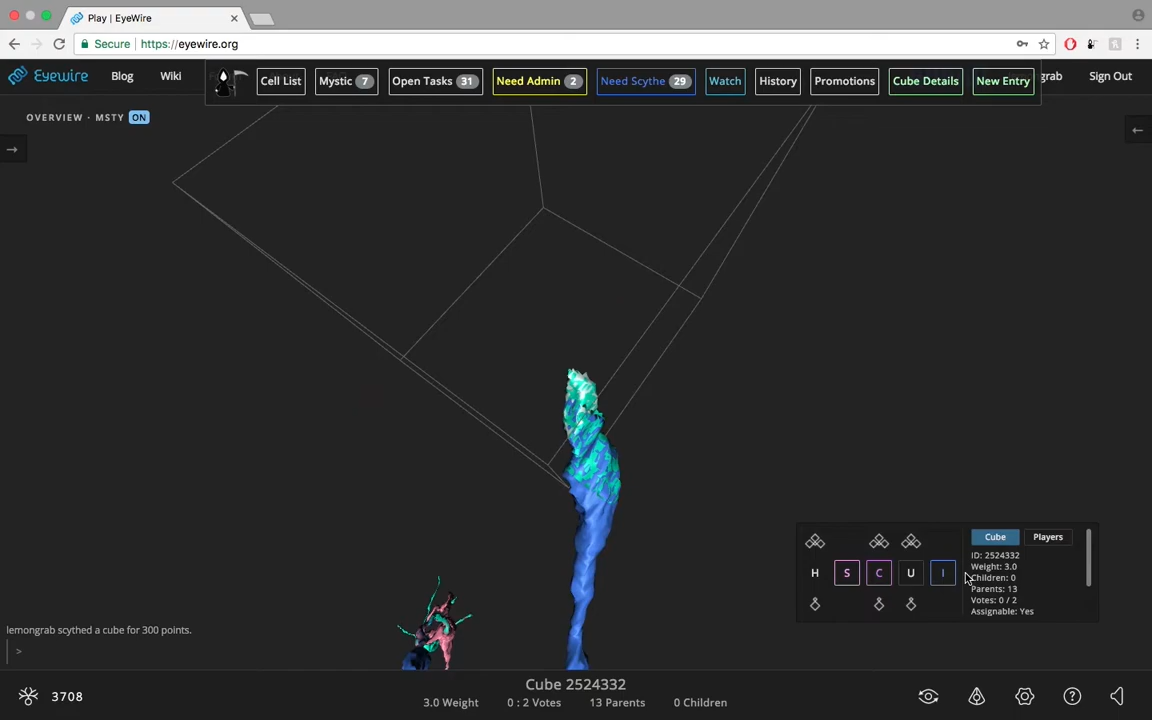 Play | EyeWire
Secure | https://eyewire.org
Eyewire Blog Wiki Cell List Mystic 7 Open Tasks 31 Need Admin 2 Need Scythe 29 Watch History Promotions Cube Details New Entry grab Sign Out
OVERVIEW · MSTY ON
Cube Players
ID: 2524332
Weight: 3.0
H S C U I Children: 0
Parents: 13
Votes: 0 / 2
Assignable: Yes
lemongrab scythed a cube for 300 points.
>
Cube 2524332
3708
3.0 Weight 0 : 2 Votes 13 Parents 0 Children